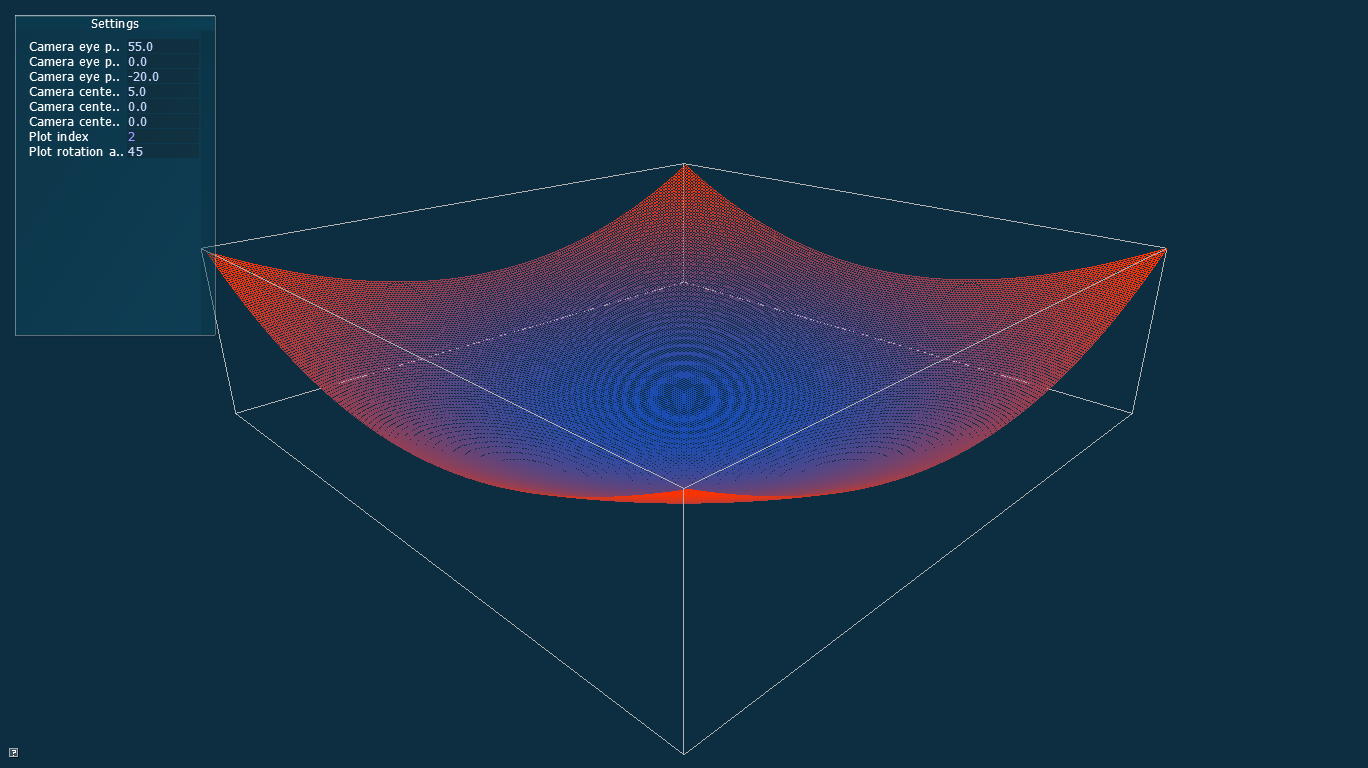 Settings
Camera eye p.. 55.0
Camera eye p.. 0.0
Camera eye p.. -20.0
Camera cente.. 5.0
Camera cente.. 0.0
Camera cente.. 0.0
Plot index 2
Plot rotation a.. 45
?